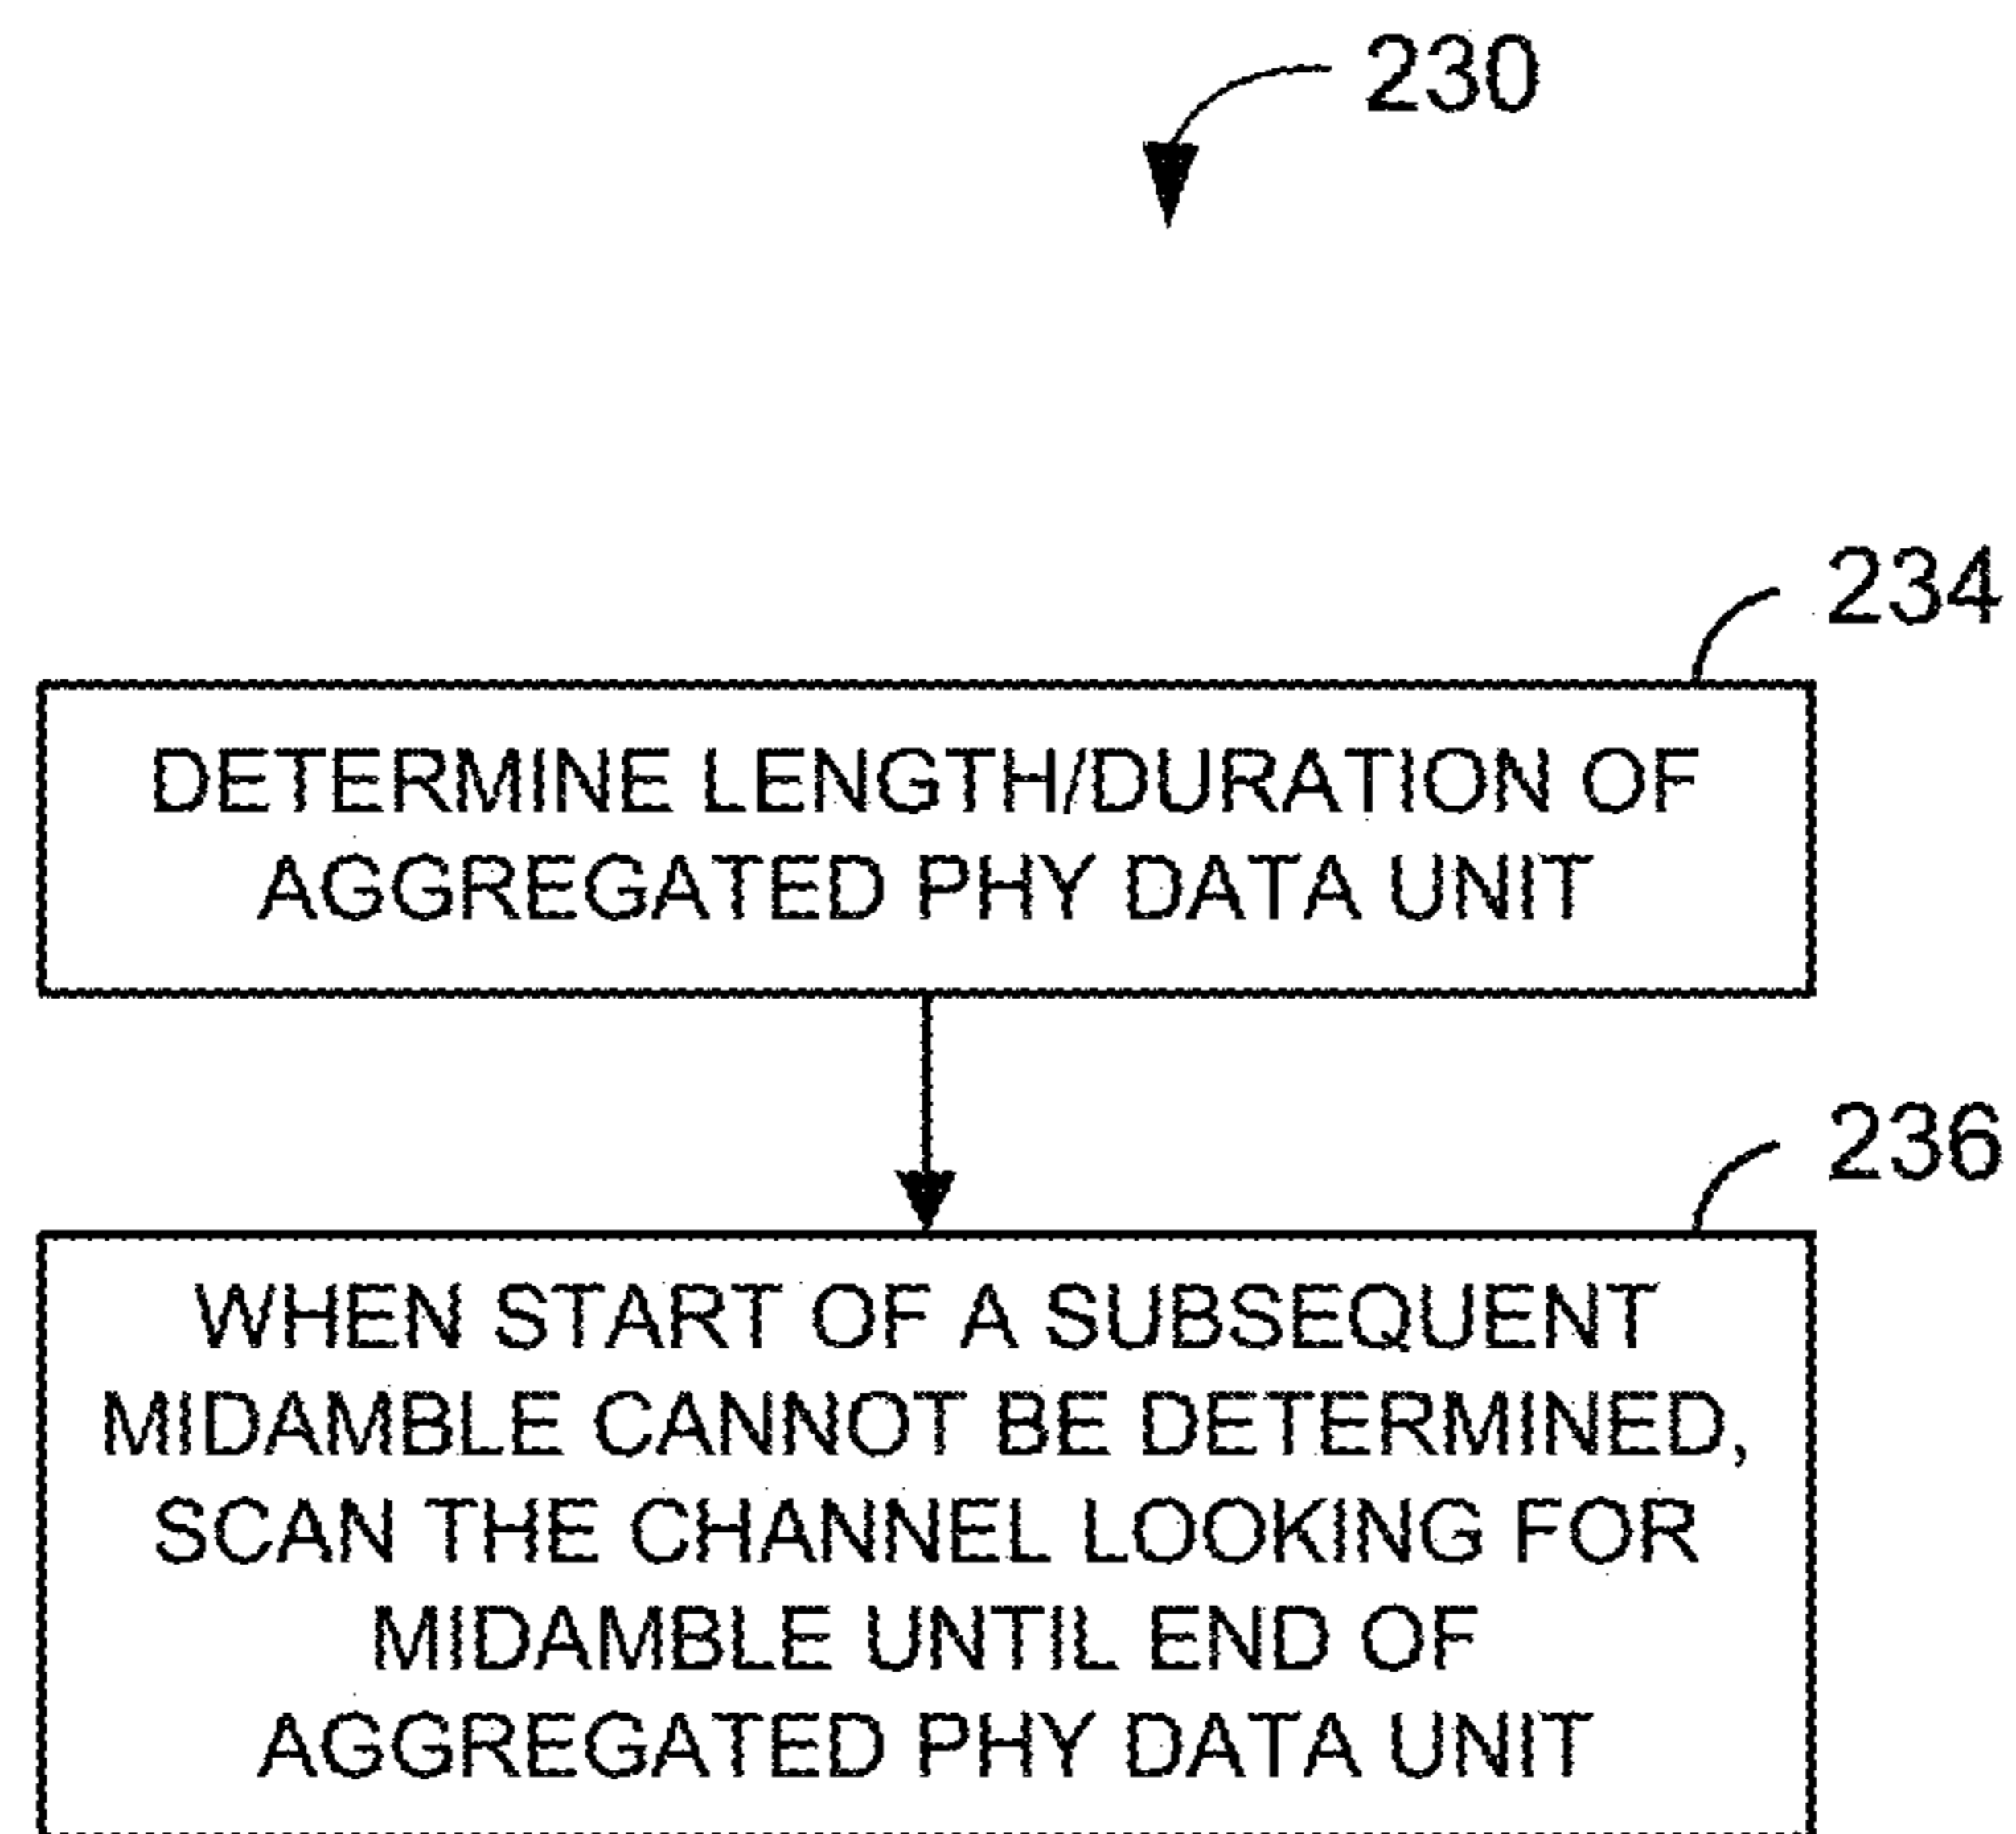 230
234
DETERMINE LENGTH/DURATION OF
AGGREGATED PHY DATA UNIT
236
WHEN START OF A SUBSEQUENT
MIDAMBLE CANNOT BE DETERMINED,
SCAN THE CHANNEL LOOKING FOR
MIDAMBLE UNTIL END OF
AGGREGATED PHY DATA UNIT